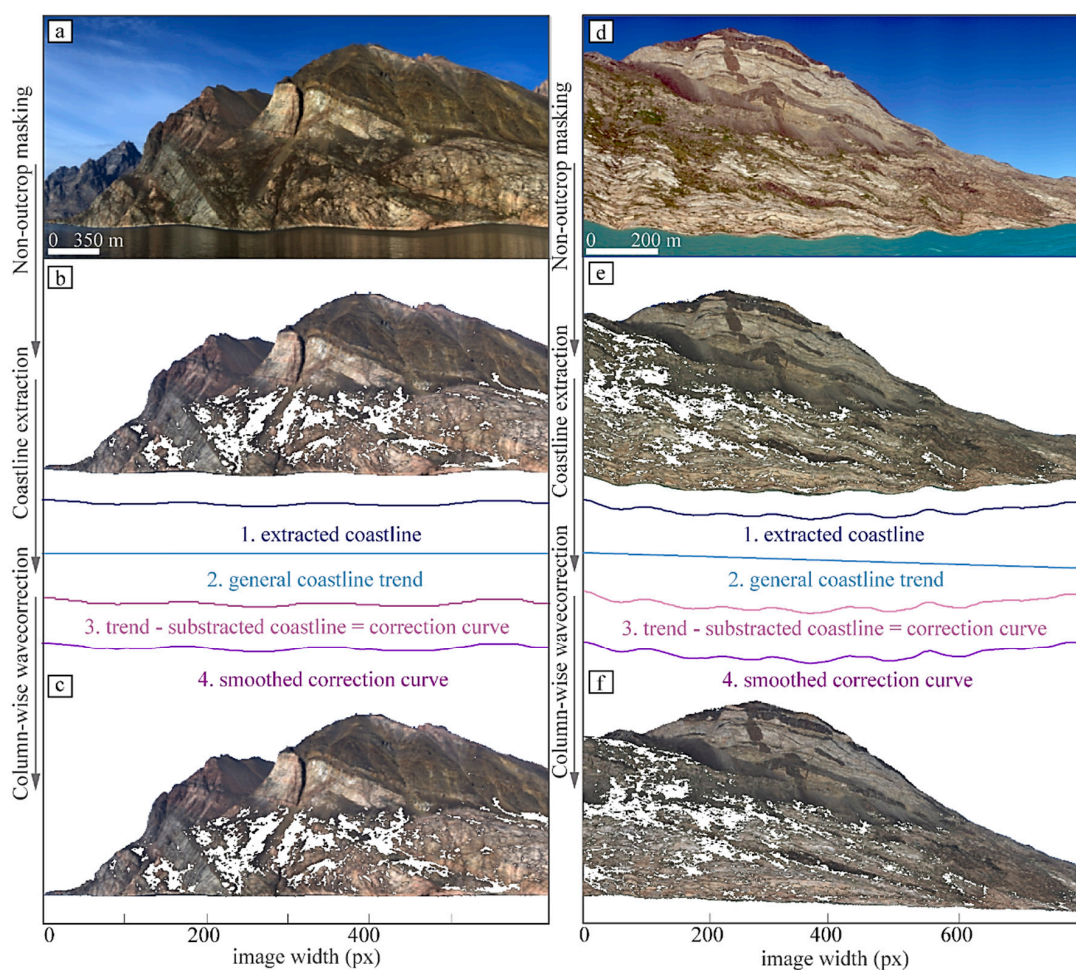 a
Non-outcrop masking
0 350 m
b
Coastline extraction
1. extracted coastline
2. general coastline trend
3. trend - substracted coastline = correction curve
4. smoothed correction curve
Column-wise wavecorrection
c
0 200 400
image width (px)
d
Non-outcrop masking
0 200 m
e
Coastline extraction
1. extracted coastline
2. general coastline trend
3. trend - substracted coastline = correction curve
4. smoothed correction curve
Column-wise wavecorrection
f
0 200 400 600
image width (px)